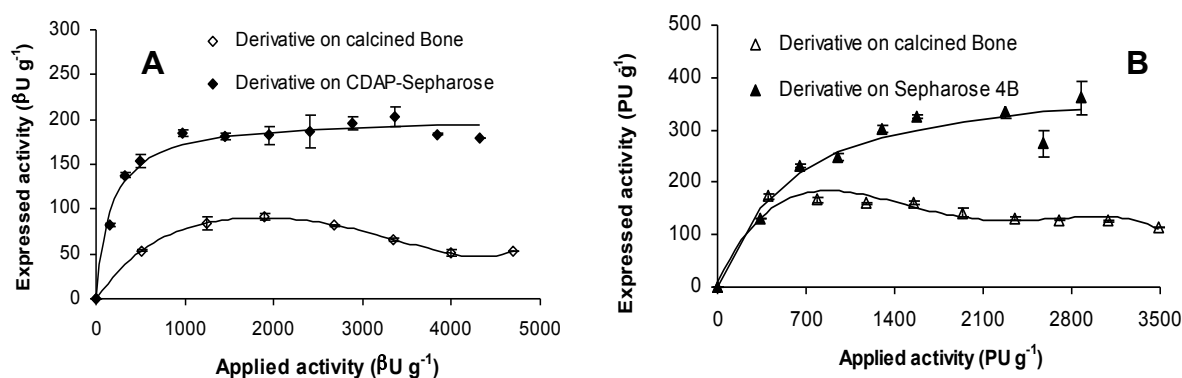 A
Derivative on calcined Bone
Derivative on CDAP-Sepharose
Expressed activity (βU g⁻¹)
300
250
200
150
100
50
0
0 1000 2000 3000 4000 5000
Applied activity (βU g⁻¹)
B
Derivative on calcined Bone
Derivative on Sepharose 4B
Expressed activity (PU g⁻¹)
500
400
300
200
100
0
0 700 1400 2100 2800 3500
Applied activity (PU g⁻¹)